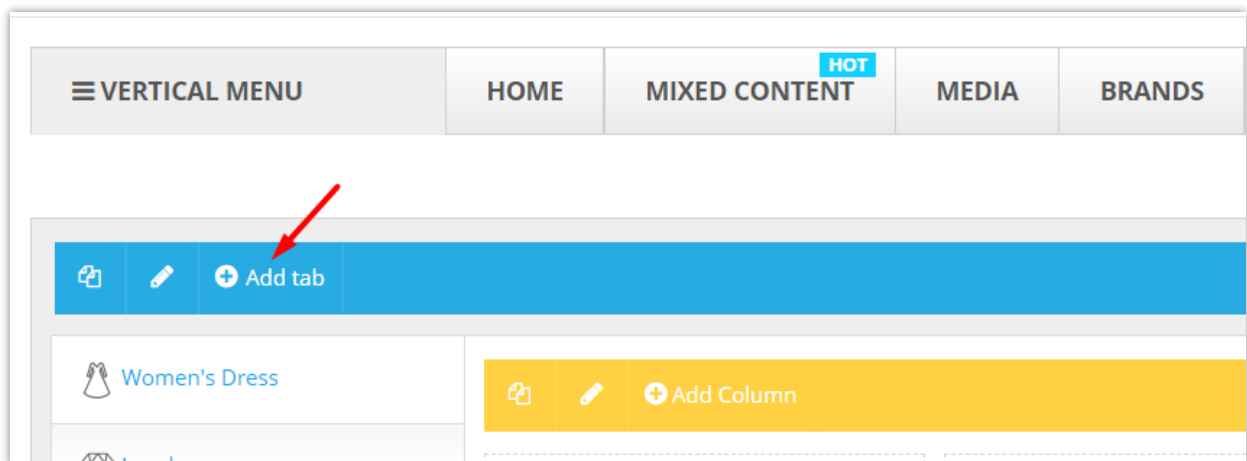 HOT
VERTICAL MENU HOME MIXED CONTENT MEDIA BRANDS
Add tab
Women's Dress
Add Column